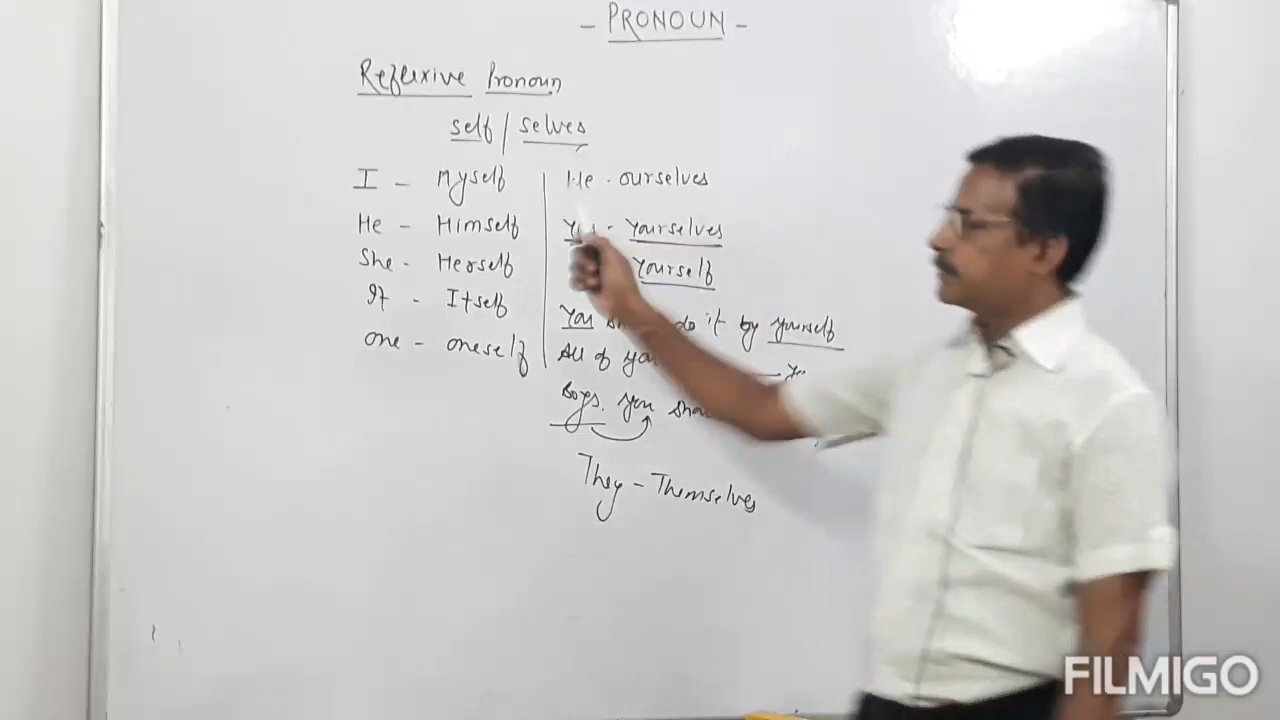 - PRONOUN -
Reflexive Pronoun
self / selves
I - Myself
He - Himself
She - Herself
It - Itself
one - oneself
- ourselves
- Yourselves
Yourself
You do it by yourself
All of
Boys. you
They - Themselves
FILMIGO